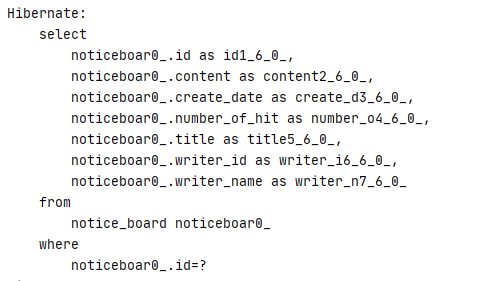 Hibernate:
    select
        noticeboar0_.id as id1_6_0_,
        noticeboar0_.content as content2_6_0_,
        noticeboar0_.create_date as create_d3_6_0_,
        noticeboar0_.number_of_hit as number_o4_6_0_,
        noticeboar0_.title as title5_6_0_,
        noticeboar0_.writer_id as writer_i6_6_0_,
        noticeboar0_.writer_name as writer_n7_6_0_
    from
        notice_board noticeboar0_
    where
        noticeboar0_.id=?